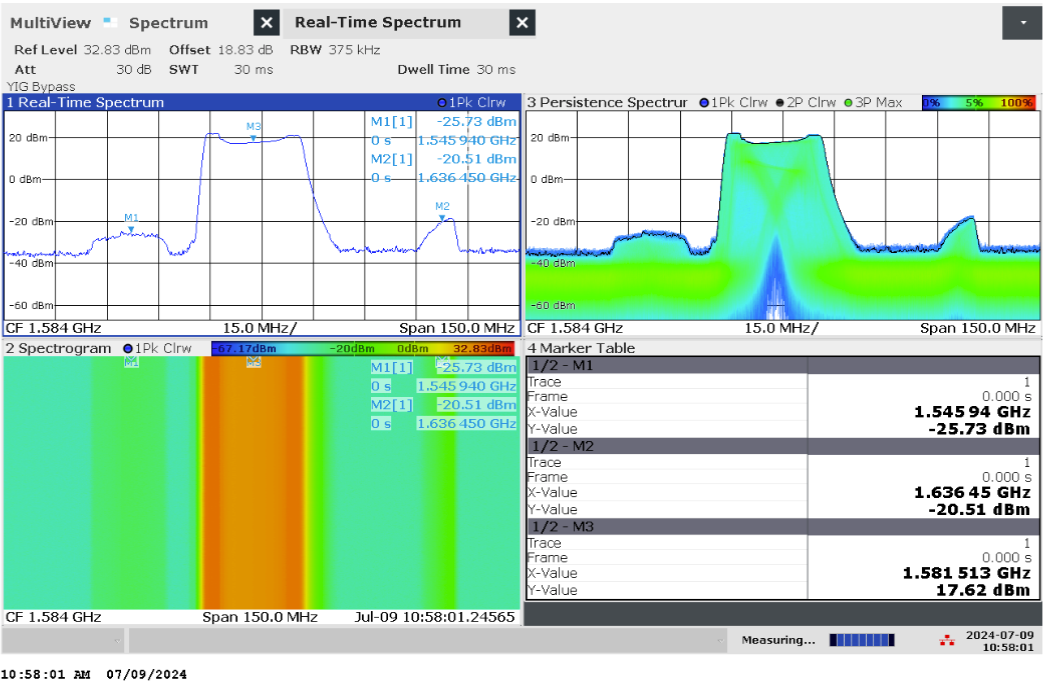 MultiView Spectrum Real-Time Spectrum
Ref Level 32.83 dBm Offset 18.83 dB RBW 375 kHz
Att 30 dB SWT 30 ms Dwell Time 30 ms
YIG Bypass
1 Real-Time Spectrum 1Pk Clrw
M1[1] -25.73 dBm
0 s 1.545 940 GHz
M2[1] -20.51 dBm
0 s 1.636 450 GHz
M3
M2
M1
20 dBm
0 dBm
-20 dBm
-40 dBm
-60 dBm
CF 1.584 GHz 15.0 MHz/ Span 150.0 MHz
3 Persistence Spectrur 1Pk Clrw 2P Clrw 3P Max 0% 5% 100%
20 dBm
0 dBm
-20 dBm
-40 dBm
-60 dBm
CF 1.584 GHz 15.0 MHz/ Span 150.0 MHz
2 Spectrogram 1Pk Clrw -67.17dBm -20dBm 0dBm 32.83dBm
M1
M1[1] -25.73 dBm
0 s 1.545 940 GHz
M2[1] -20.51 dBm
0 s 1.636 450 GHz
CF 1.584 GHz Span 150.0 MHz Jul-09 10:58:01.24565
4 Marker Table
1/2 - M1
Trace 1
Frame 0.000 s
X-Value 1.545 94 GHz
Y-Value -25.73 dBm
1/2 - M2
Trace 1
Frame 0.000 s
X-Value 1.636 45 GHz
Y-Value -20.51 dBm
1/2 - M3
Trace 1
Frame 0.000 s
X-Value 1.581 513 GHz
Y-Value 17.62 dBm
Measuring... 2024-07-09
10:58:01
10:58:01 AM 07/09/2024